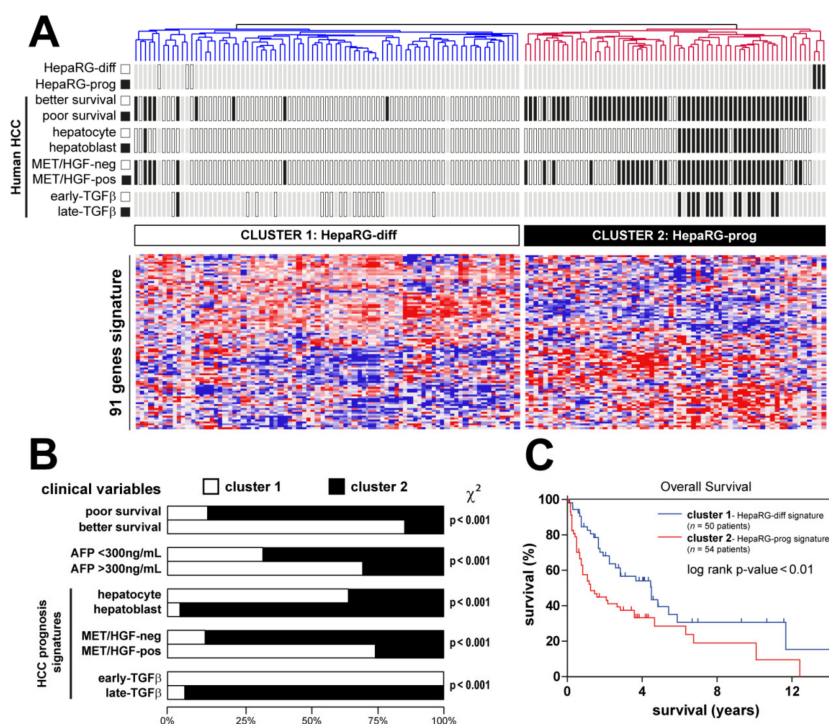 A
HepaRG-diff
HepaRG-prog
better survival
poor survival
hepatocyte
hepatoblast
MET/HGF-neg
MET/HGF-pos
early-TGFβ
late-TGFβ
Human HCC
CLUSTER 1: HepaRG-diff
CLUSTER 2: HepaRG-prog
91 genes signature
B
clinical variables
cluster 1
cluster 2
χ²
poor survival
better survival
p < 0.001
AFP <300ng/mL
AFP >300ng/mL
p < 0.001
HCC prognosis
signatures
hepatocyte
hepatoblast
p < 0.001
MET/HGF-neg
MET/HGF-pos
p < 0.001
early-TGFβ
late-TGFβ
p < 0.001
0% 25% 50% 75% 100%
C
Overall Survival
cluster 1- HepaRG-diff signature
(n = 50 patients)
cluster 2- HepaRG-prog signature
(n = 54 patients)
log rank p-value < 0.01
survival (%)
100
80
60
40
20
0
0 4 8 12
survival (years)